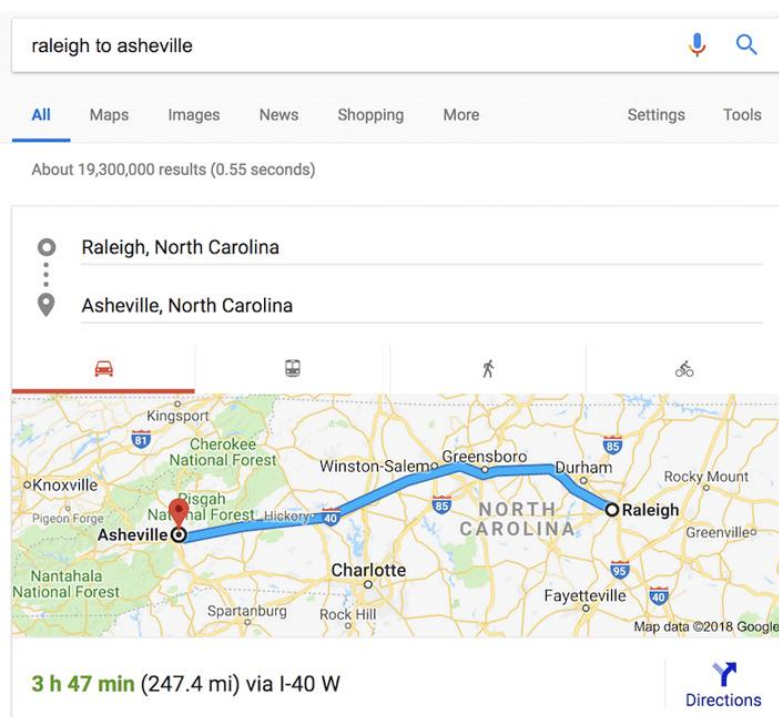 raleigh to asheville
All Maps Images News Shopping More Settings Tools
About 19,300,000 results (0.55 seconds)
Raleigh, North Carolina
Asheville, North Carolina
Kingsport
81
Cherokee
National Forest
85
Winston-Salem
Greensboro
Durham
Knoxville
Rocky Mount
Pisgah
National Forest
Hickory
40
85
NORTH
CAROLINA
Raleigh
Pigeon Forge
Asheville
Greenville
Charlotte
95
Nantahala
National Forest
Fayetteville
40
Spartanburg
Rock Hill
Map data ©2018 Google
3 h 47 min (247.4 mi) via I-40 W
Directions